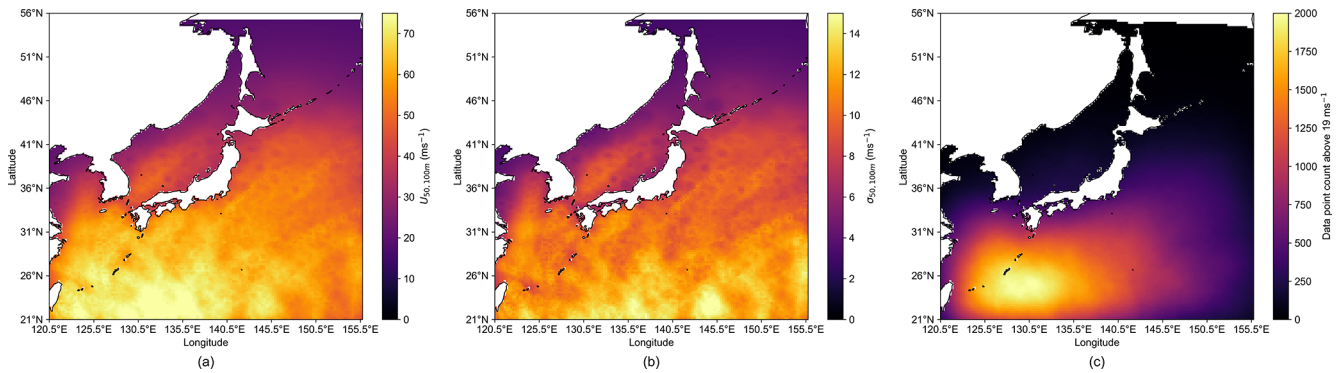 56°N
51°N
46°N
41°N
36°N
31°N
26°N
21°N
Latitude
120.5°E 125.5°E 130.5°E 135.5°E 140.5°E 145.5°E 150.5°E 155.5°E
Longitude
70
60
50
40
30
20
10
0
U50, 100m (ms−1)
(a)
56°N
51°N
46°N
41°N
36°N
31°N
26°N
21°N
Latitude
120.5°E 125.5°E 130.5°E 135.5°E 140.5°E 145.5°E 150.5°E 155.5°E
Longitude
14
12
10
8
6
4
2
0
σ50, 100m (ms−1)
(b)
56°N
51°N
46°N
41°N
36°N
31°N
26°N
21°N
Latitude
120.5°E 125.5°E 130.5°E 135.5°E 140.5°E 145.5°E 150.5°E 155.5°E
Longitude
2000
1750
1500
1250
1000
750
500
250
0
Data point count above 19 ms−1
(c)